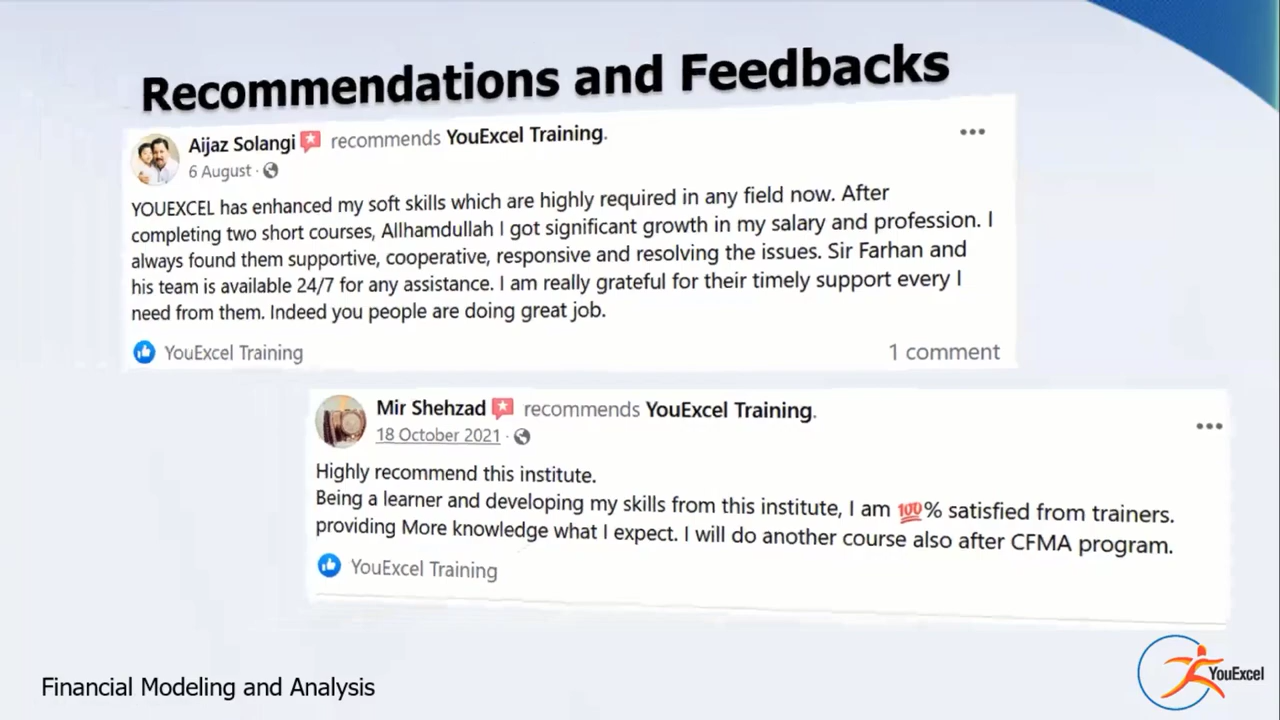 Recommendations and Feedbacks
Aijaz Solangi recommends YouExcel Training.
6 August ·
YOUEXCEL has enhanced my soft skills which are highly required in any field now. After
completing two short courses, Allhamdullah I got significant growth in my salary and profession. I
always found them supportive, cooperative, responsive and resolving the issues. Sir Farhan and
his team is available 24/7 for any assistance. I am really grateful for their timely support every I
need from them. Indeed you people are doing great job.
YouExcel Training
1 comment
Mir Shehzad recommends YouExcel Training.
18 October 2021 ·
Highly recommend this institute.
Being a learner and developing my skills from this institute, I am 💯% satisfied from trainers.
providing More knowledge what I expect. I will do another course also after CFMA program.
YouExcel Training
Financial Modeling and Analysis
YouExcel